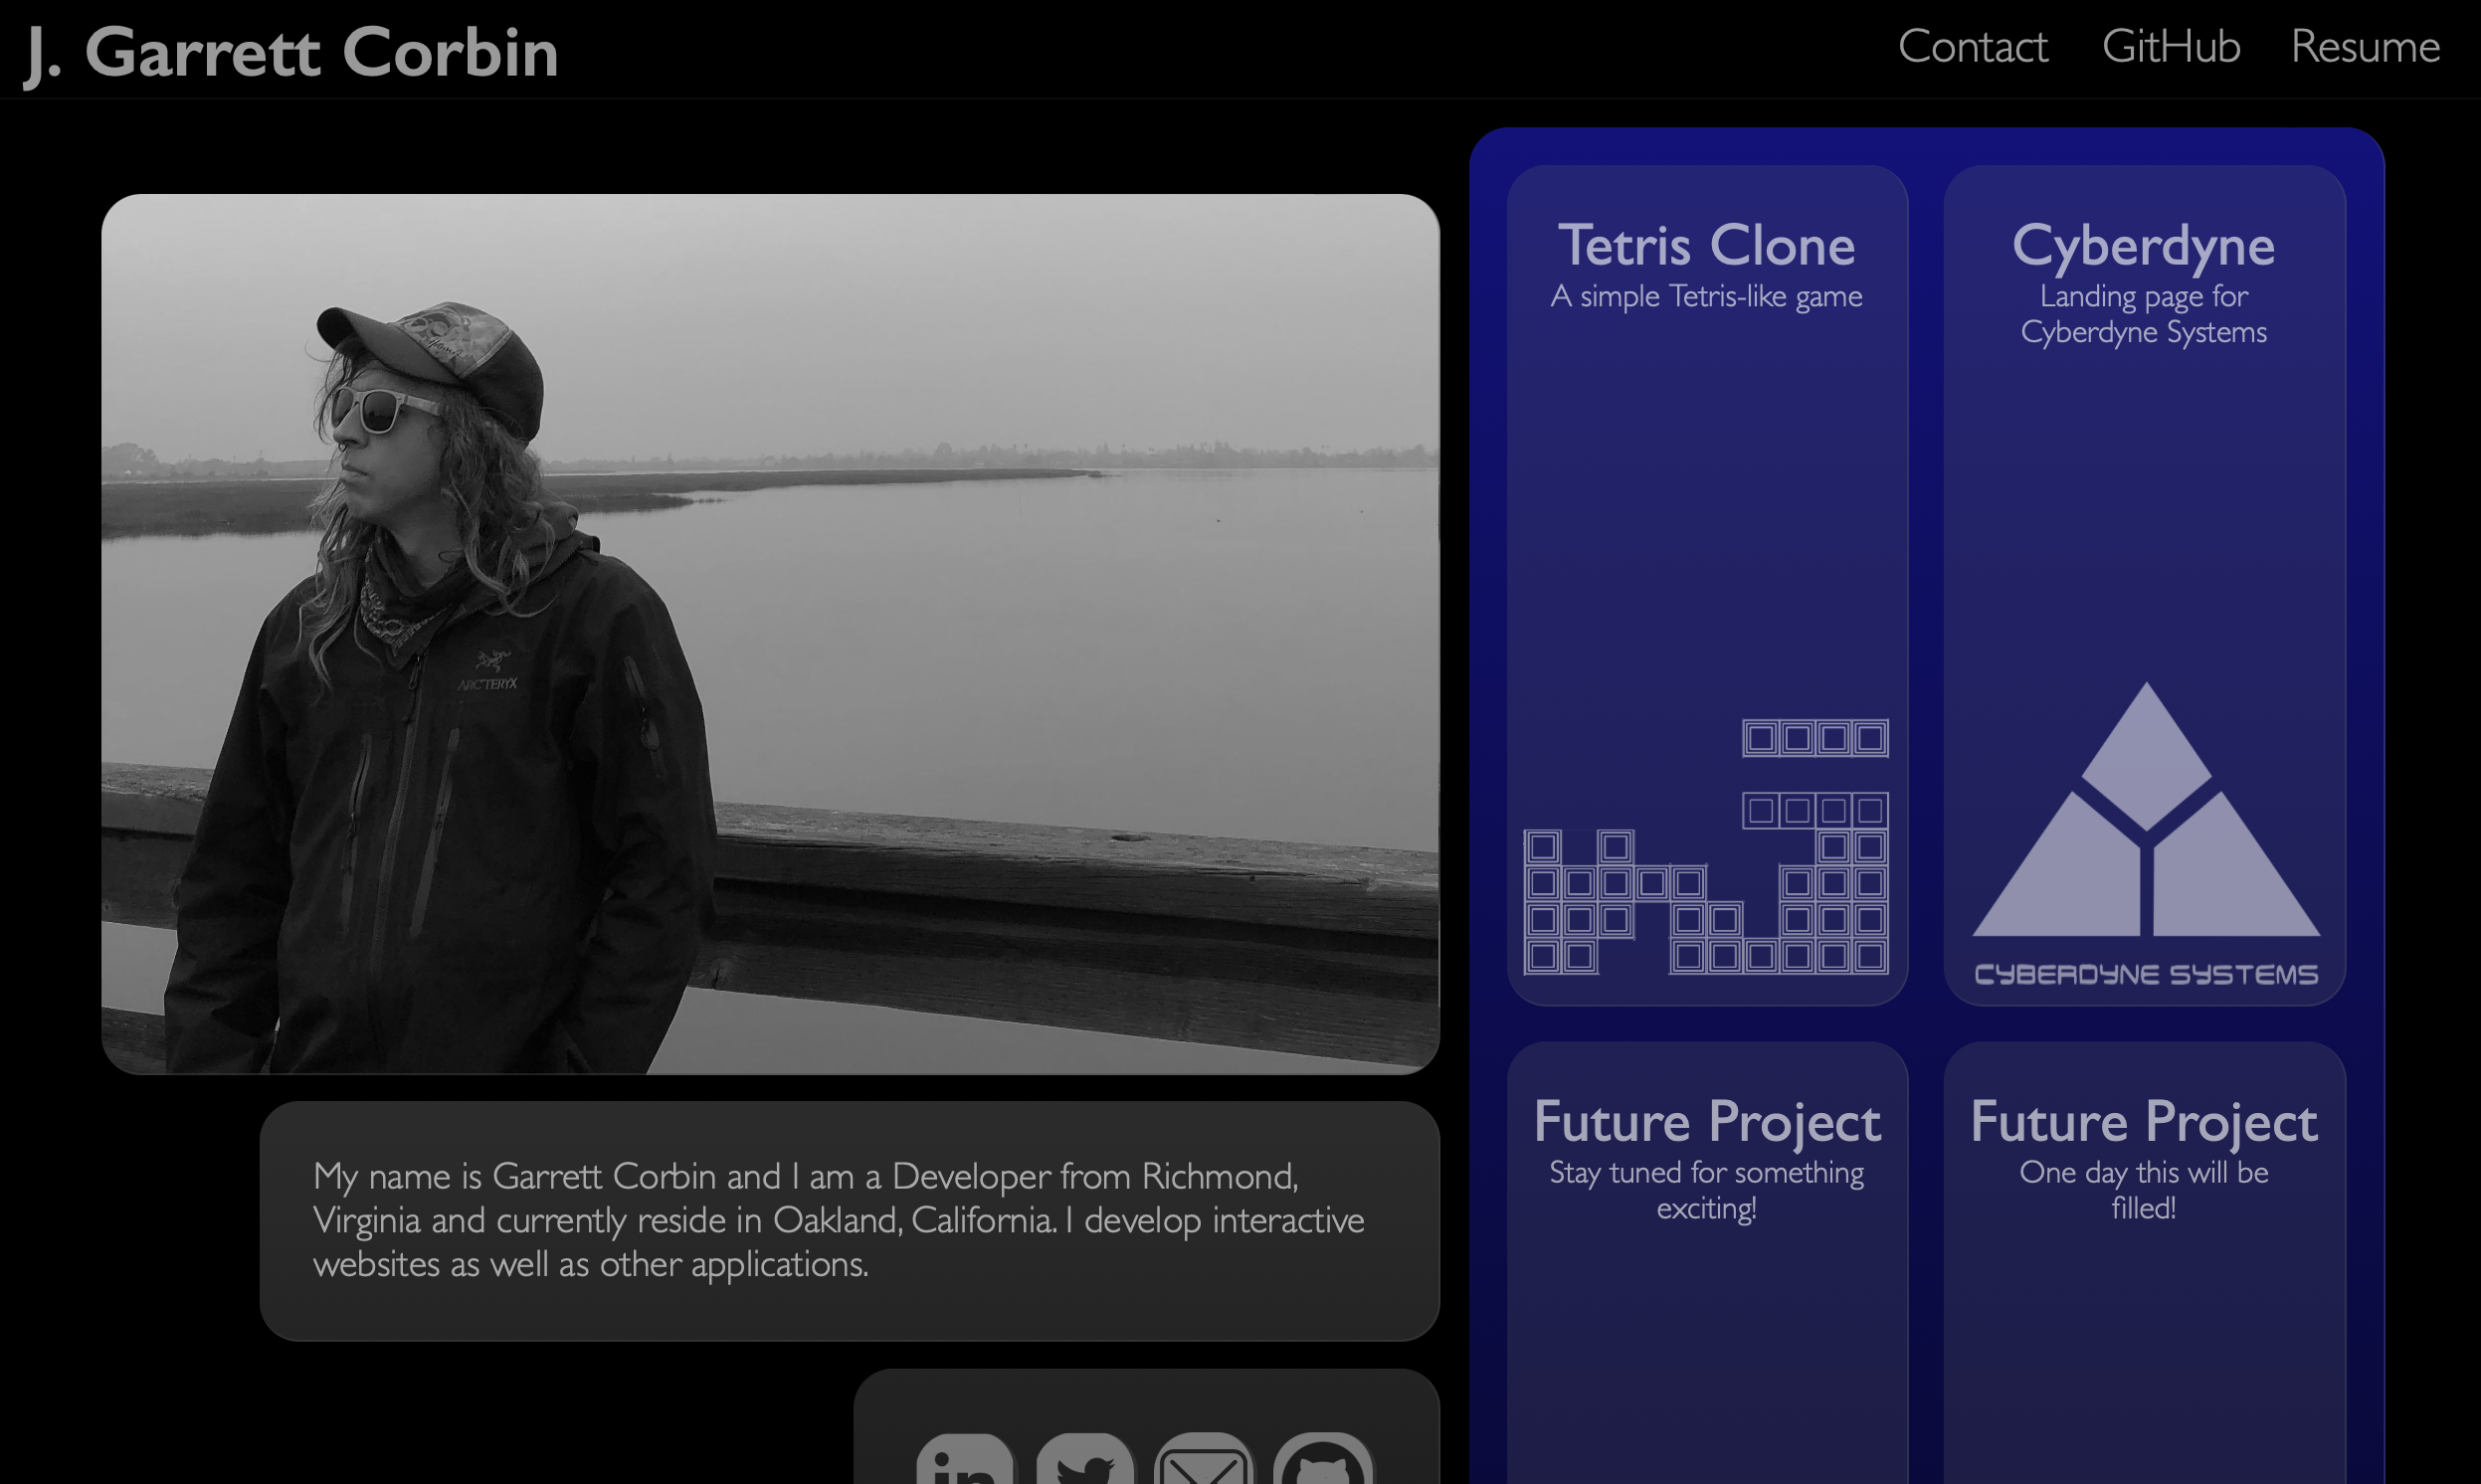 J. Garrett Corbin
Contact GitHub Resume
ARC'TERYX
My name is Garrett Corbin and I am a Developer from Richmond,
Virginia and currently reside in Oakland, California. I develop interactive
websites as well as other applications.
in
Tetris Clone
A simple Tetris-like game
Cyberdyne
Landing page for
Cyberdyne Systems
CYBERDYNE SYSTEMS
Future Project
Stay tuned for something
exciting!
Future Project
One day this will be
filled!